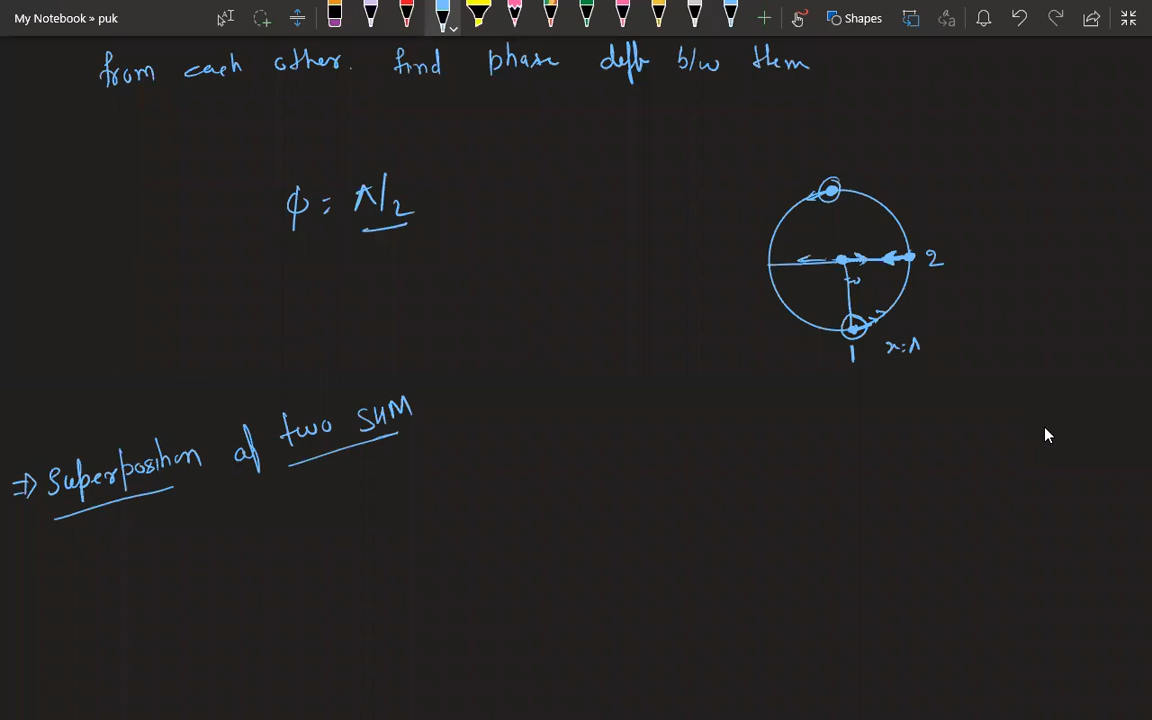 My Notebook » puk
Shapes
from each other. find phase diff b/w them
ϕ = π/2
2
1
⇒ Superposition of two SHM